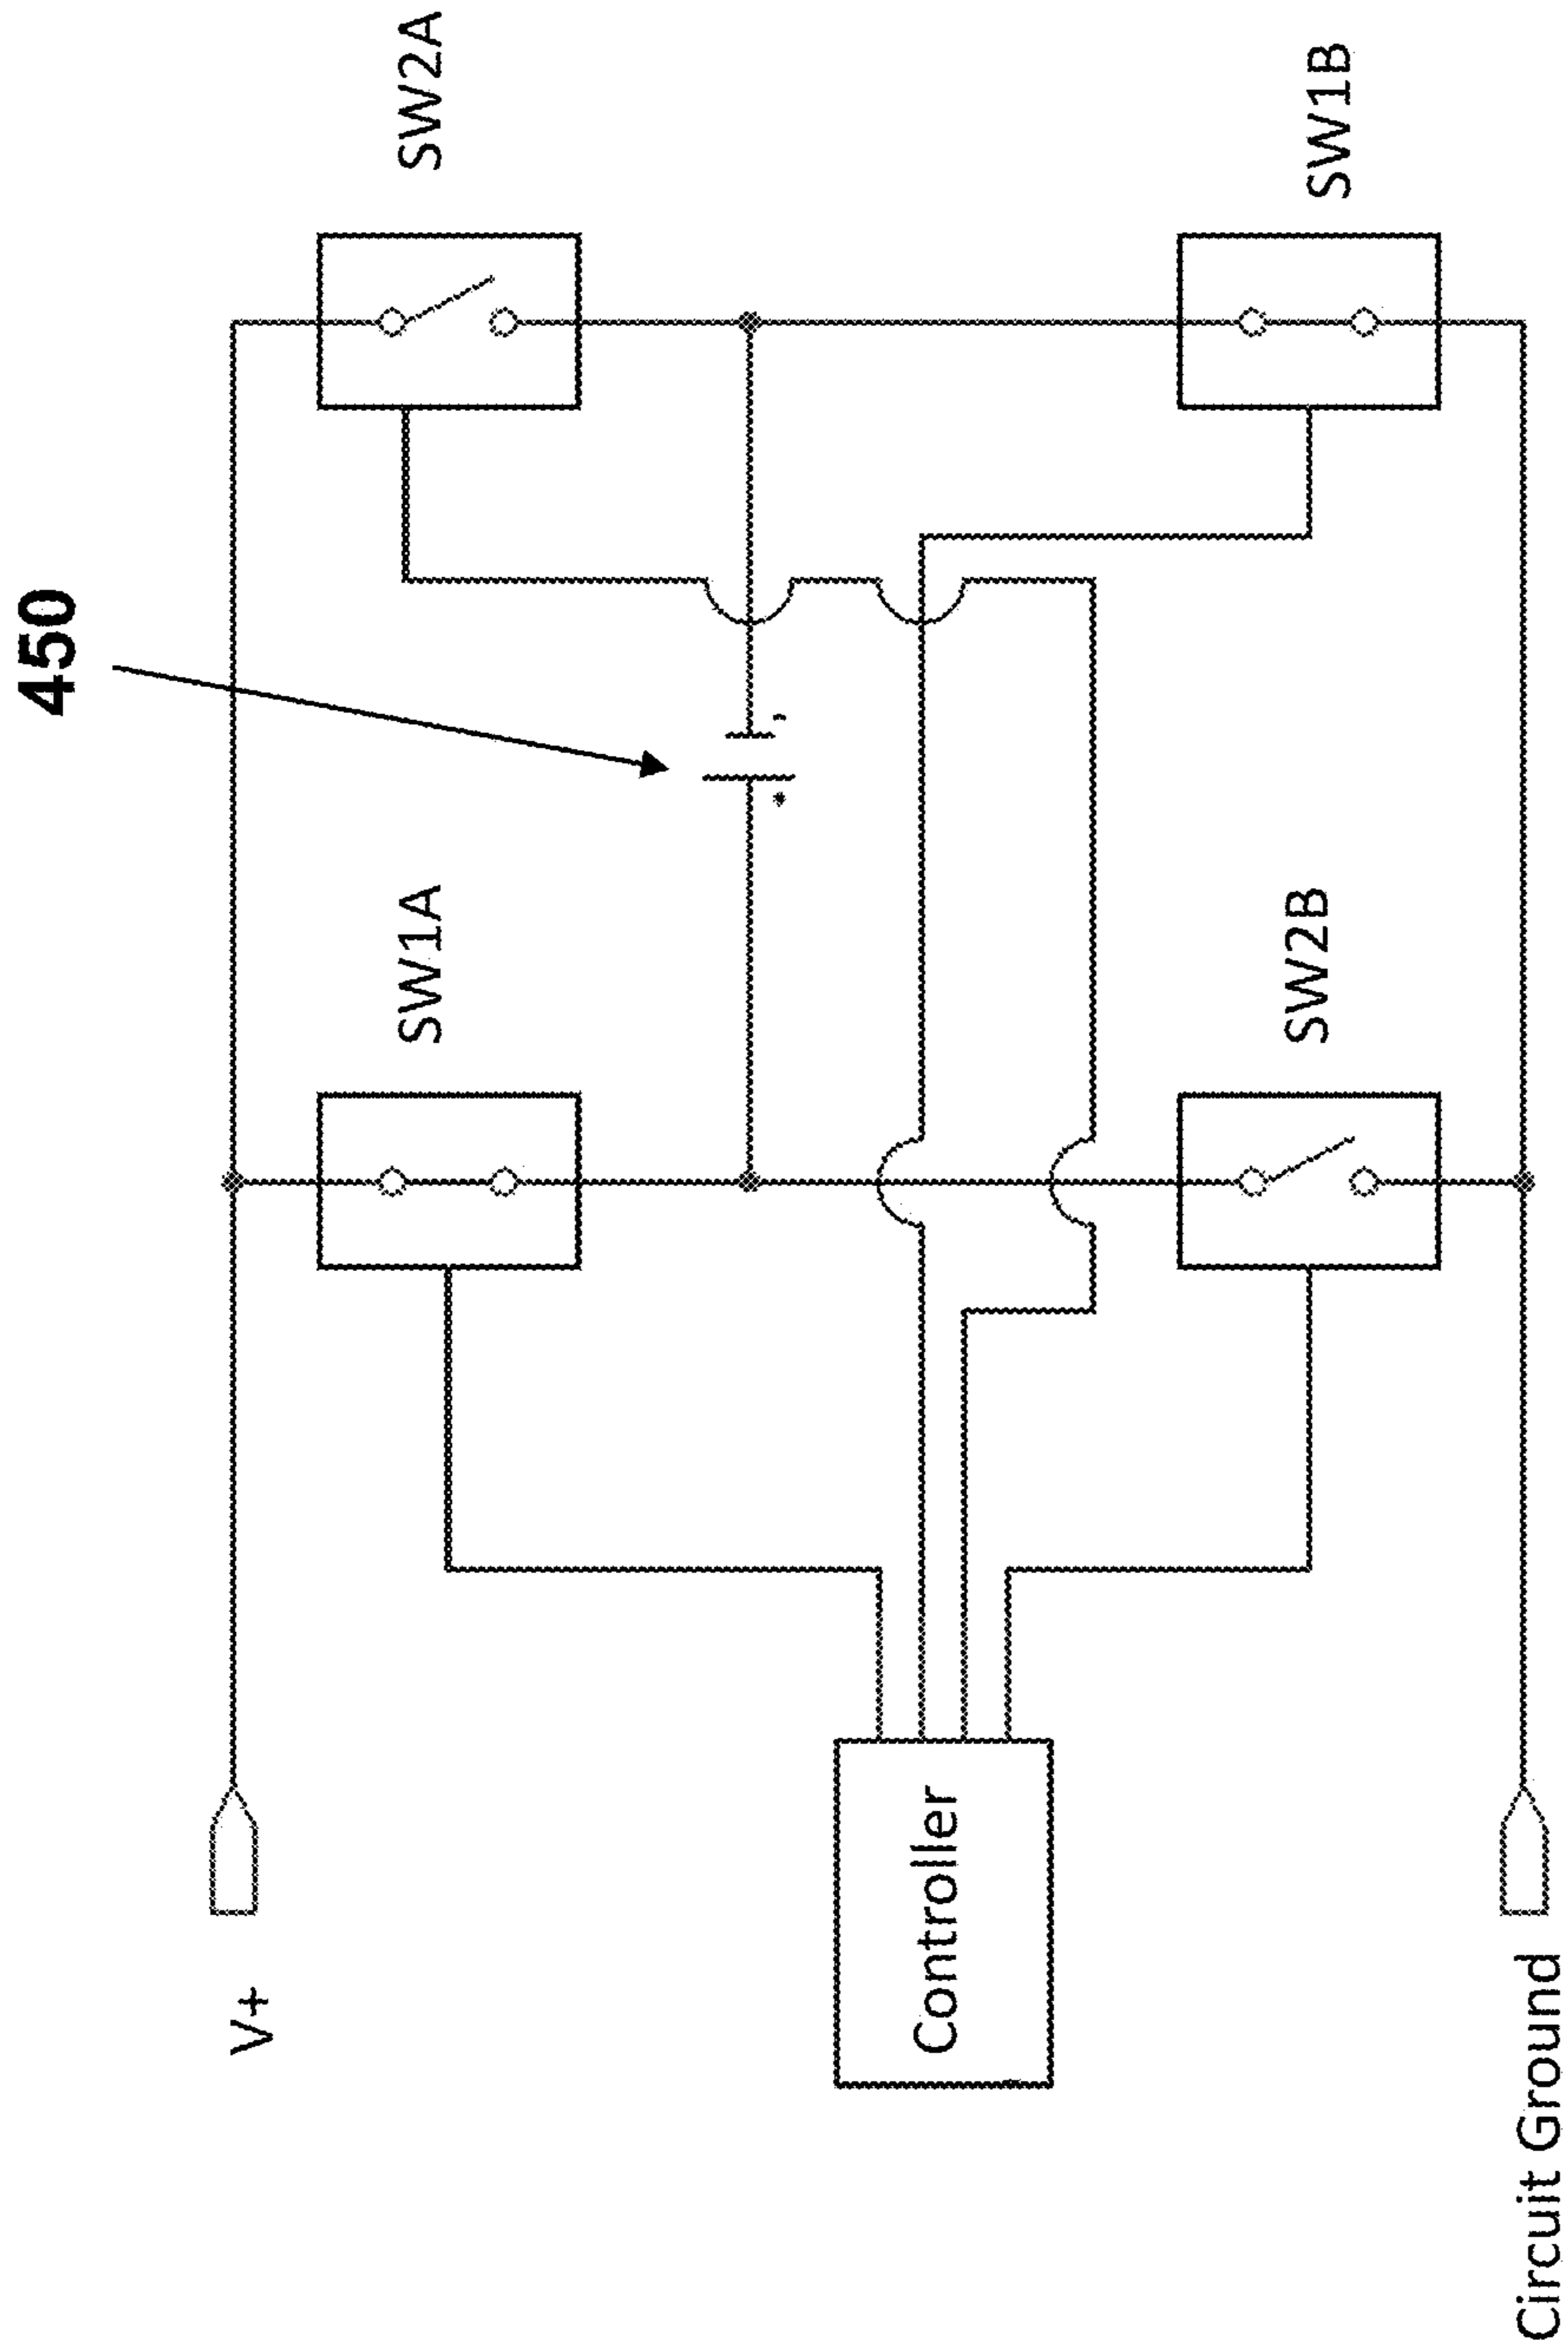 450
V+
SW1A
SW2A
Controller
SW2B
SW1B
Circuit Ground